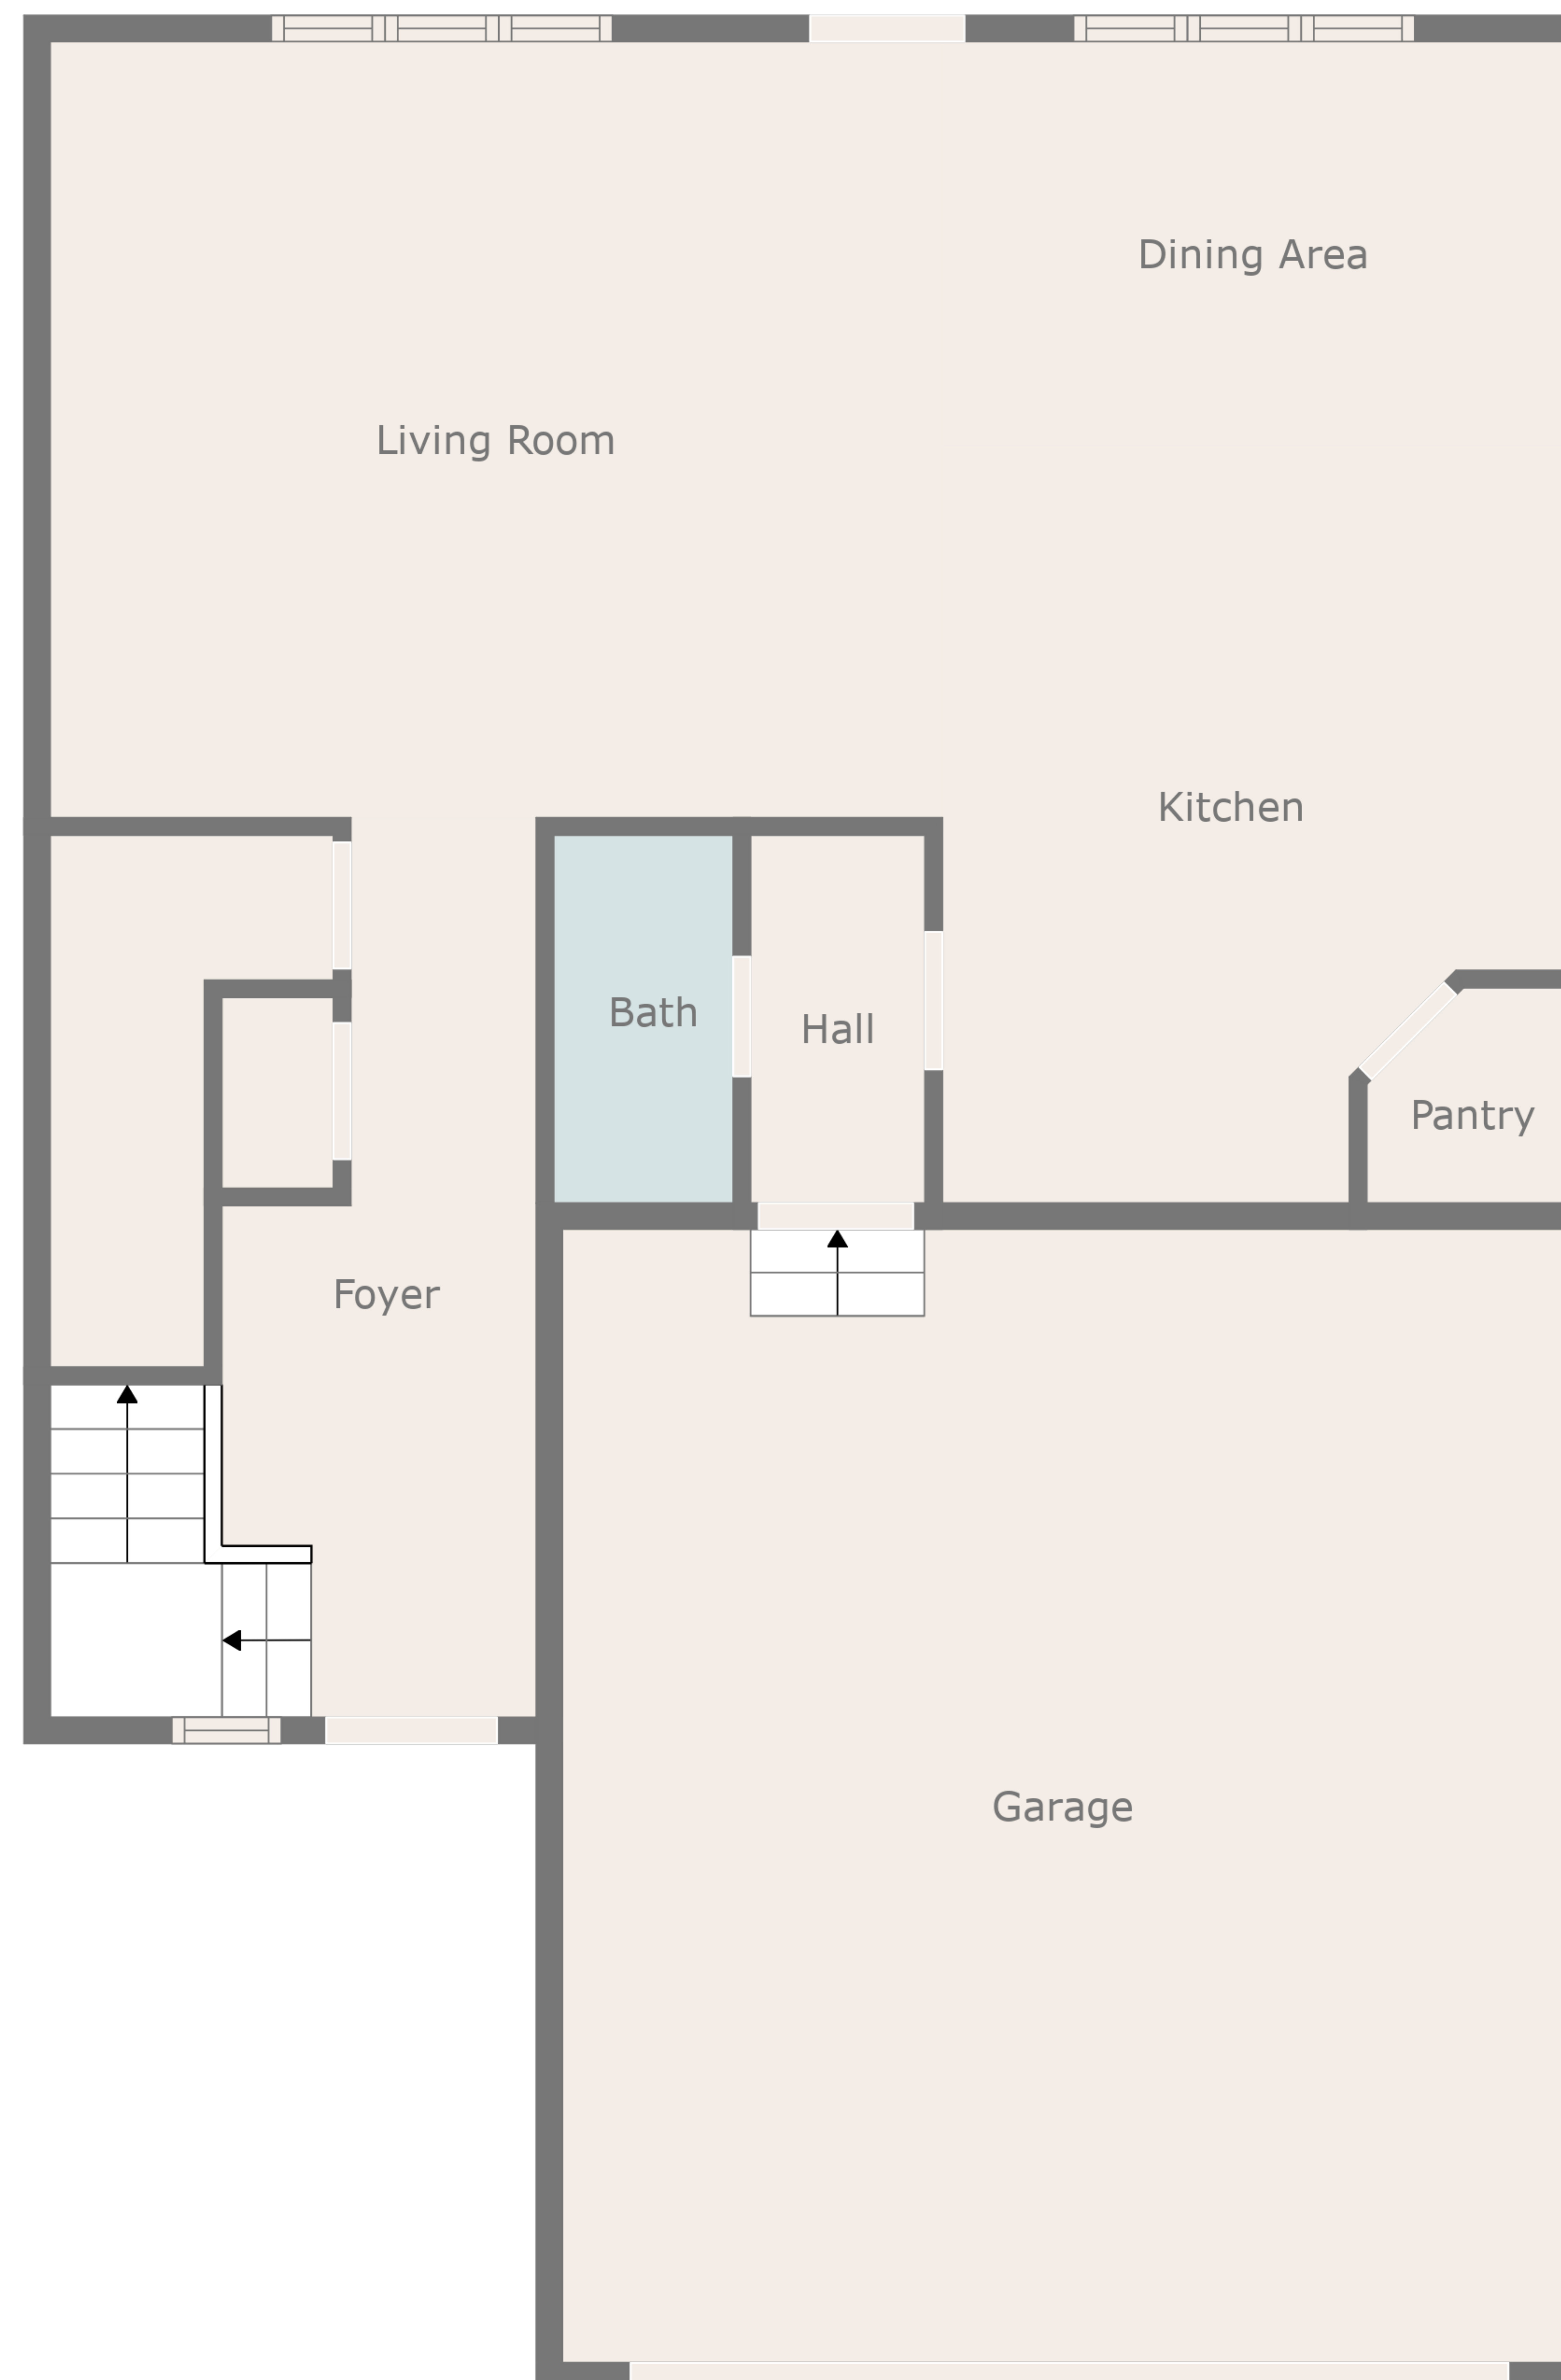 Dining Area
Living Room
Kitchen
Bath
Hall
Pantry
Foyer
Garage